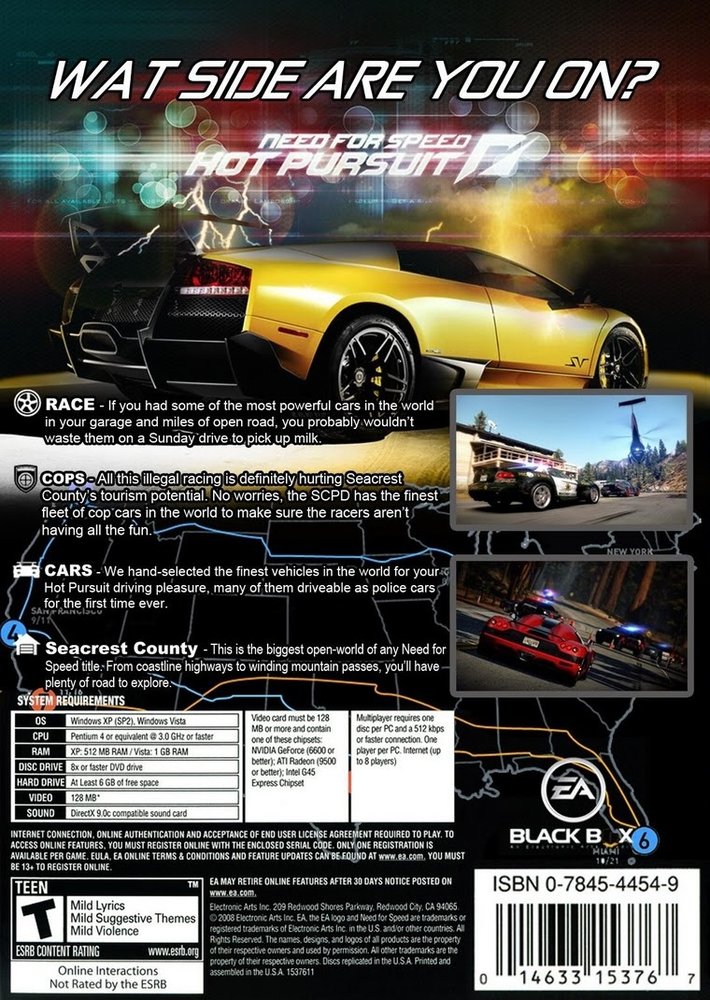 WAT SIDE ARE YOU ON?
NEED FOR SPEED
HOT PURSUIT
RACE - If you had some of the most powerful cars in the world
in your garage and miles of open road, you probably wouldn't
waste them on a Sunday drive to pick up milk.
COPS - All this illegal racing is definitely hurting Seacrest
County's tourism potential. No worries, the SCPD has the finest
fleet of cop cars in the world to make sure the racers aren't
having all the fun.
NEW YORK
CARS - We hand-selected the finest vehicles in the world for your
Hot Pursuit driving pleasure, many of them driveable as police cars
for the first time ever.
SAN FRANCISCO
9/11
4
Seacrest County - This is the biggest open-world of any Need for
Speed title. From coastline highways to winding mountain passes, you'll have
plenty of road to explore.
SYSTEM REQUIREMENTS
OS Windows XP (SP2), Windows Vista
CPU Pentium 4 or equivalent @ 3.0 GHz or faster
RAM XP: 512 MB RAM / Vista: 1 GB RAM
DISC DRIVE 8x or faster DVD drive
HARD DRIVE At Least 6 GB of free space
VIDEO 128 MB*
SOUND DirectX 9.0c compatible sound card
Video card must be 128
MB or more and contain
one of these chipsets:
NVIDIA GeForce (6600 or
better); ATI Radeon (9500
or better); Intel G45
Express Chipset
Multiplayer requires one
disc per PC and a 512 kbps
or faster connection. One
player per PC. Internet (up
to 8 players)
EA
BLACK BOX
6
MIAMI
10/21
INTERNET CONNECTION, ONLINE AUTHENTICATION AND ACCEPTANCE OF END USER LICENSE AGREEMENT REQUIRED TO PLAY. TO
ACCESS ONLINE FEATURES, YOU MUST REGISTER ONLINE WITH THE ENCLOSED SERIAL CODE. ONLY ONE REGISTRATION IS
AVAILABLE PER GAME. EULA, EA ONLINE TERMS & CONDITIONS AND FEATURE UPDATES CAN BE FOUND AT www.ea.com. YOU MUST
BE 13+ TO REGISTER ONLINE.
EA MAY RETIRE ONLINE FEATURES AFTER 30 DAYS NOTICE POSTED ON
www.ea.com.
Electronic Arts Inc. 209 Redwood Shores Parkway, Redwood City, CA 94065.
© 2008 Electronic Arts Inc. EA, the EA logo and Need for Speed are trademarks or
registered trademarks of Electronic Arts Inc. in the U.S. and/or other countries. All
Rights Reserved. The names, designs, and logos of all products are the property
of their respective owners and used by permission. All other trademarks are the
property of their respective owners. Discs replicated in the U.S.A. Printed and
assembled in the U.S.A. 1537611
TEEN TM
T
Mild Lyrics
Mild Suggestive Themes
Mild Violence
ESRB CONTENT RATING www.esrb.org
Online Interactions
Not Rated by the ESRB
ISBN 0-7845-4454-9
0 14633 15376 7